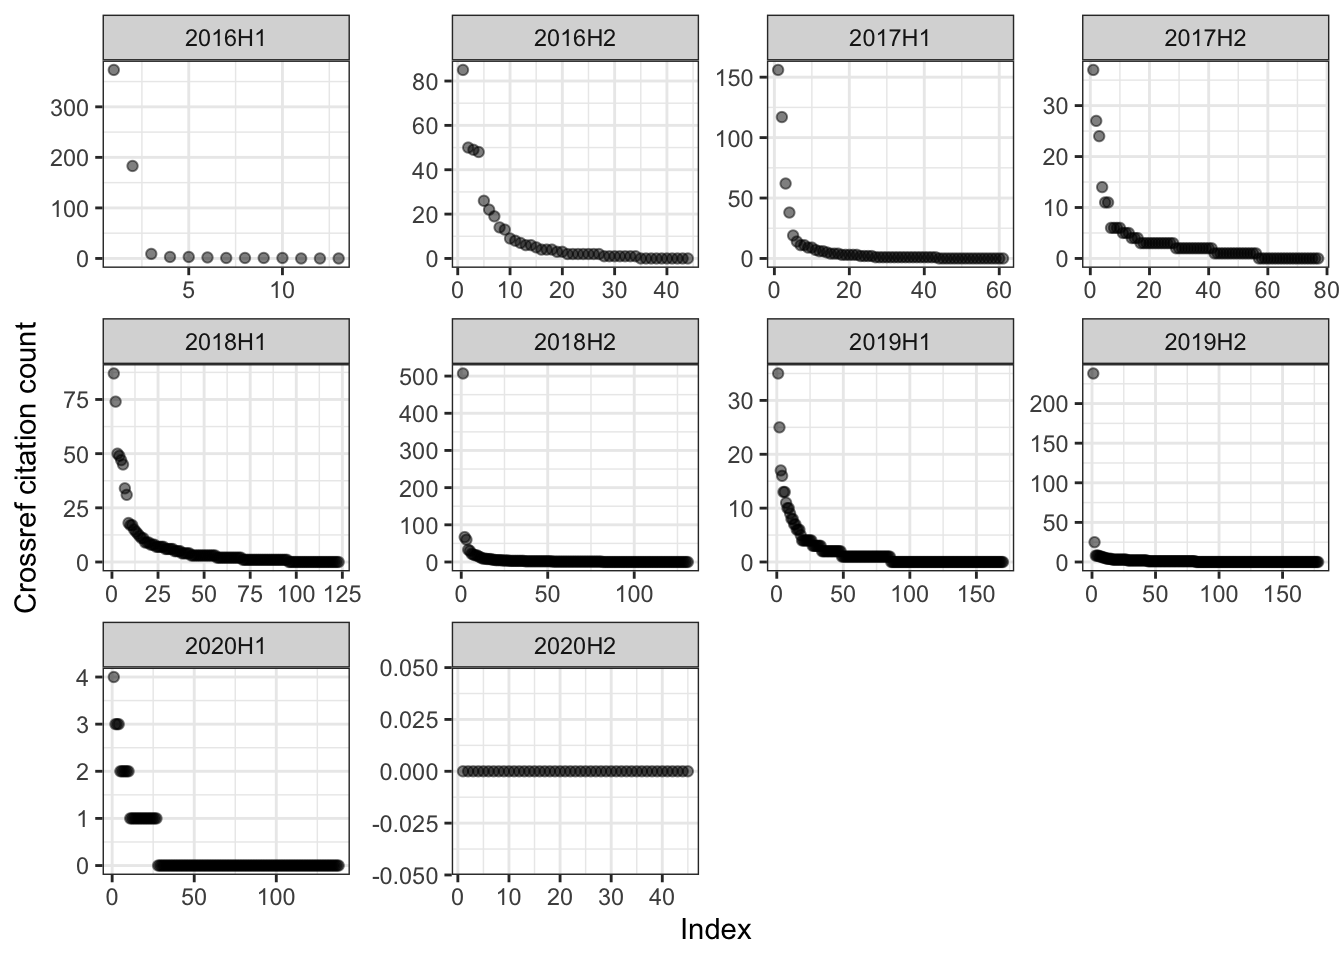 2016H1 2016H2 2017H1 2017H2
300 80 150 30
200 60 100 20
100 40 50 10
0 20 0 0
0
5 10 0 10 20 30 40 0 20 40 60 0 20 40 60 80
Crossref citation count
2018H1 2018H2 2019H1 2019H2
75 500 30 200
50 400 20 150
25 300 10 100
0 200 0 50
100 0
0
0 25 50 75 100 125 0 50 100 0 50 100 150 0 50 100 150
2020H1 2020H2
4 0.050
3 0.025
2 0.000
1 -0.025
0 -0.050
0 50 100 0 10 20 30 40
Index